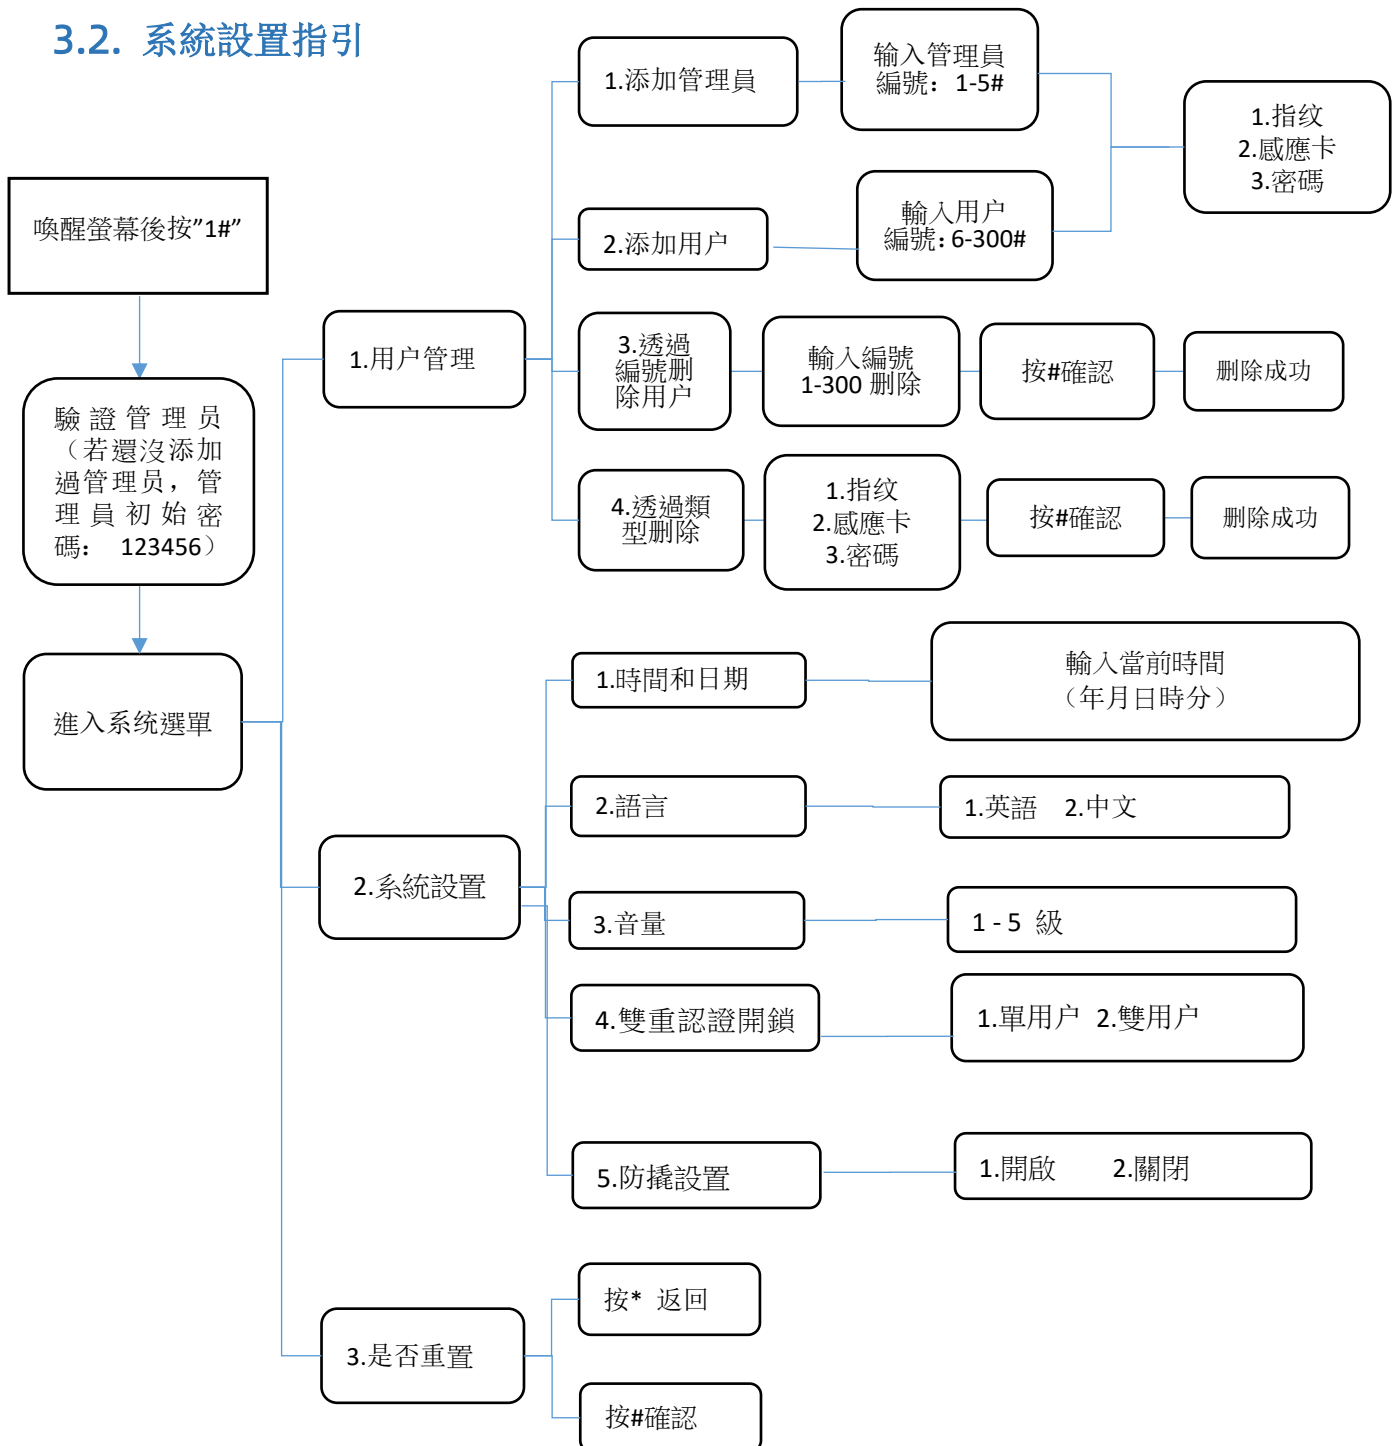 3.2. 系統設置指引
喚醒螢幕後按”1#”
驗證管理员
（若還沒添加
過管理员，管
理員初始密
碼： 123456）
進入系统選單
1.用户管理
1.添加管理員
输入管理員
編號：1-5#
2.添加用户
輸入用户
編號：6-300#
1.指纹
2.感應卡
3.密碼
3.透過
編號删
除用户
輸入編號
1-300 删除
按#確認
删除成功
4.透過類
型删除
1.指纹
2.感應卡
3.密碼
按#確認
删除成功
2.系統設置
1.時間和日期
輸入當前時間
（年月日時分）
2.語言
1.英語 2.中文
3.音量
1 - 5 級
4.雙重認證開鎖
1.單用户 2.雙用户
5.防撬設置
1.開啟 2.關閉
3.是否重置
按* 返回
按#確認